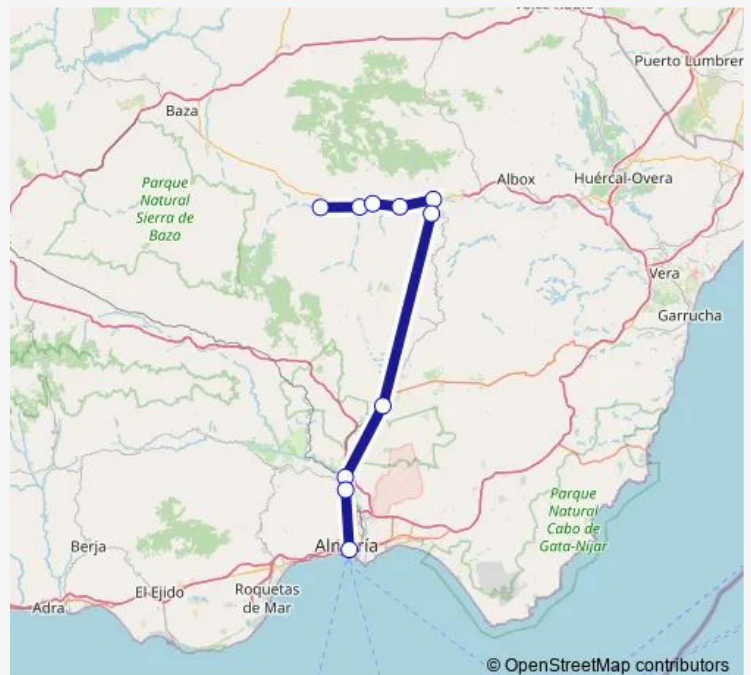 Puerto Lumbrer
Baza
Parque
Natural
Sierra de
Baza
Albox
Huércal-Overa
Vera
Garrucha
Parque
Natural
Cabo de
Gata-Níjar
Almería
Berja
El Ejido
Roquetas
de Mar
Adra
© OpenStreetMap contributors